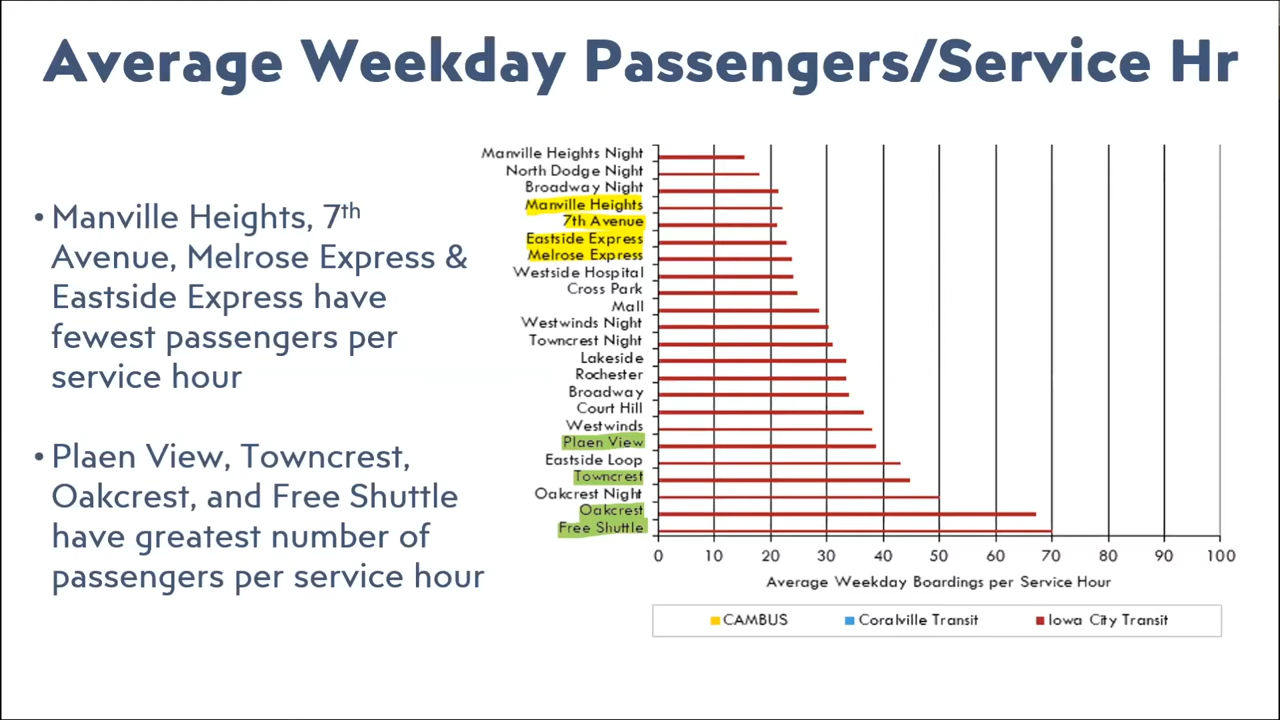 Average Weekday Passengers/Service Hr
• Manville Heights, 7th
Avenue, Melrose Express &
Eastside Express have
fewest passengers per
service hour
• Plaen View, Towncrest,
Oakcrest, and Free Shuttle
have greatest number of
passengers per service hour
Manville Heights Night
North Dodge Night
Broadway Night
Manville Heights
7th Avenue
Eastside Express
Melrose Express
Westside Hospital
Cross Park
Mall
Westwinds Night
Towncrest Night
Lakeside
Rochester
Broadway
Court Hill
Westwinds
Plaen View
Eastside Loop
Towncrest
Oakcrest Night
Oakcrest
Free Shuttle
0 10 20 30 40 50 60 70 80 90 100
Average Weekday Boardings per Service Hour
CAMBUS Coralville Transit Iowa City Transit